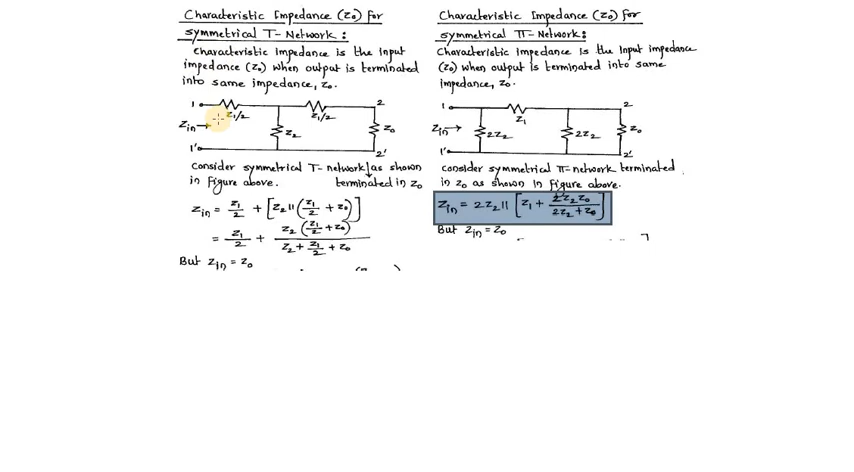 Characteristic Impedance (Z₀) for
symmetrical T-Network:
Characteristic impedance is the input
impedance (Z₀) when output is terminated
into same impedance, Z₀.
1
Z₁/2
Z₁/2
2
Zin→
Z₂
Z₀
1'
2'
Consider symmetrical T-network as shown
in figure above. terminated in Z₀
Zin = Z₁/2 + [Z₂ || (Z₁/2 + Z₀)]
= Z₁/2 + Z₂(Z₁/2 + Z₀) / Z₂ + Z₁/2 + Z₀
But Zin = Z₀
Characteristic Impedance (Z₀) for
symmetrical Π-Network:
Characteristic impedance is the input impedance
(Z₀) when output is terminated into same
impedance, Z₀.
1
Z₁
2
Zin→
2Z₂
2Z₂
Z₀
1'
2'
consider symmetrical π-network terminated
in Z₀ as shown in figure above.
Zin = 2Z₂ || [Z₁ + 2Z₂Z₀ / 2Z₂ + Z₀]
But Zin = Z₀